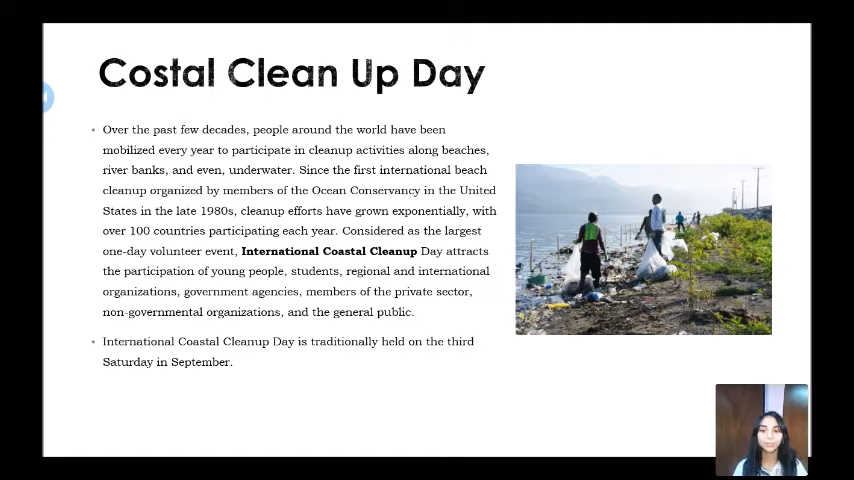 Costal Clean Up Day
• Over the past few decades, people around the world have been
mobilized every year to participate in cleanup activities along beaches,
river banks, and even, underwater. Since the first international beach
cleanup organized by members of the Ocean Conservancy in the United
States in the late 1980s, cleanup efforts have grown exponentially, with
over 100 countries participating each year. Considered as the largest
one-day volunteer event, International Coastal Cleanup Day attracts
the participation of young people, students, regional and international
organizations, government agencies, members of the private sector,
non-governmental organizations, and the general public.
• International Coastal Cleanup Day is traditionally held on the third
Saturday in September.